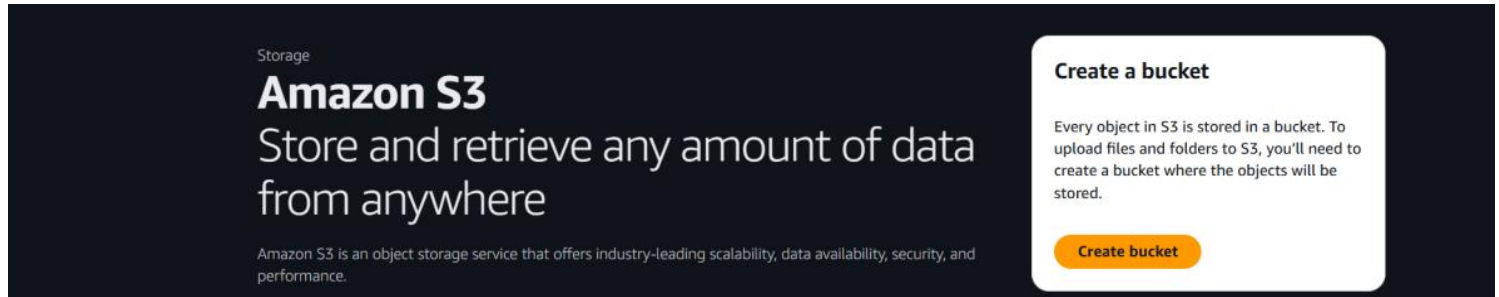 Storage
Amazon S3
Store and retrieve any amount of data
from anywhere
Amazon S3 is an object storage service that offers industry-leading scalability, data availability, security, and
performance.
Create a bucket
Every object in S3 is stored in a bucket. To
upload files and folders to S3, you'll need to
create a bucket where the objects will be
stored.
Create bucket